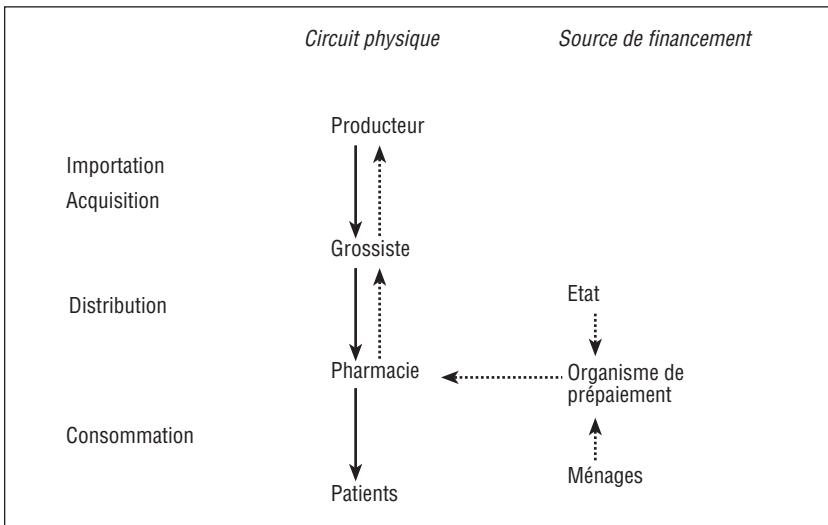 Circuit physique Source de financement
Producteur
Importation
Acquisition
Grossiste
Etat
Distribution
Pharmacie Organisme de
prépaiement
Consommation
Ménages
Patients